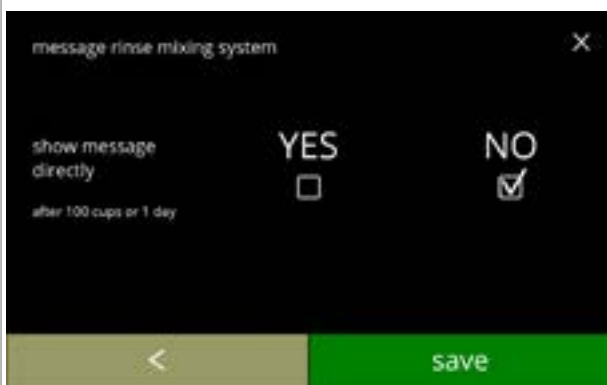 message rinse mixing system
show message
directly
YES
NO
after 100 cups or 1 day
<
save